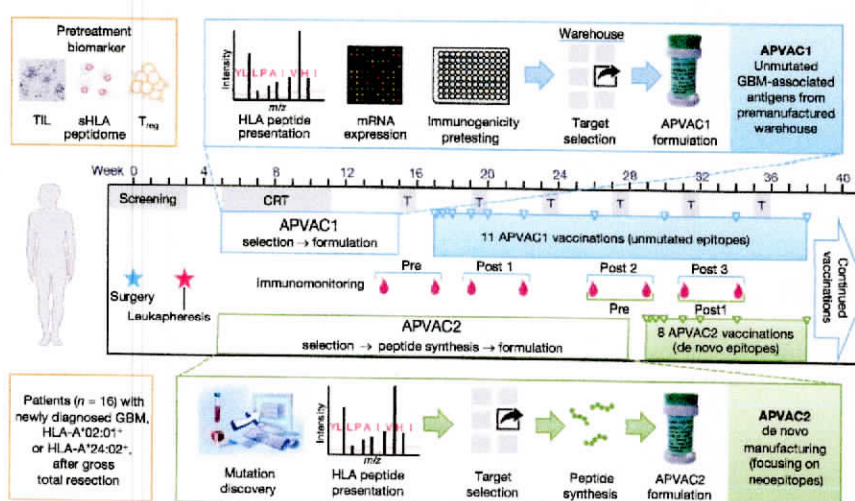 Pretreatment
biomarker
TIL
sHLA
peptidome
Treg
Intensity
YLLPAIVHI
m/z
HLA peptide
presentation
mRNA
expression
Immunogenicity
pretesting
Warehouse
Target
selection
APVAC1
formulation
APVAC1
Unmutated
GBM-associated
antigens from
premanufactured
warehouse
Week 0 4 8 12 16 20 24 28 32 36 40
Screening
CRT
T T T T T T
APVAC1
selection → formulation
11 APVAC1 vaccinations (unmutated epitopes)
Immunomonitoring
Pre
Post 1
Post 2
Post 3
Pre
Post1
Surgery
Leukapheresis
APVAC2
selection → peptide synthesis → formulation
8 APVAC2 vaccinations
(de novo epitopes)
Continued
vaccinations
Patients (n = 16) with
newly diagnosed GBM,
HLA-A*02:01+
or HLA-A*24:02+,
after gross
total resection
Mutation
discovery
Intensity
YLLPAIVHI
m/z
HLA peptide
presentation
Target
selection
Peptide
synthesis
APVAC2
formulation
APVAC2
de novo
manufacturing
(focusing on
neoepitopes)